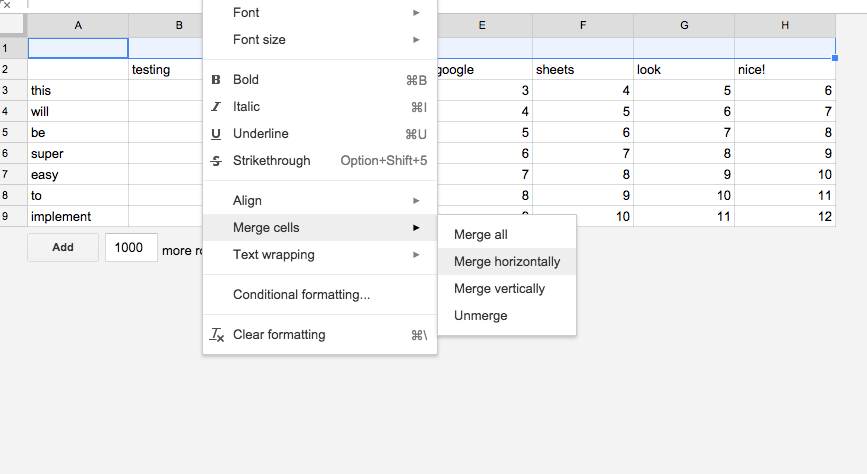 Font ▸
A B E F G H
Font size ▸
1
2 testing google sheets look nice!
B Bold ⌘B
3 this 3 4 5 6
I Italic ⌘I
4 will 4 5 6 7
U Underline ⌘U
5 be 5 6 7 8
S Strikethrough Option+Shift+5
6 super 6 7 8 9
7 easy 7 8 9 10
Align ▸
8 to 8 9 10 11
9 implement 10 11 12
Merge cells ▸
Merge all
Add 1000 more
Text wrapping ▸
Merge horizontally
Merge vertically
Conditional formatting...
Unmerge
Clear formatting ⌘\